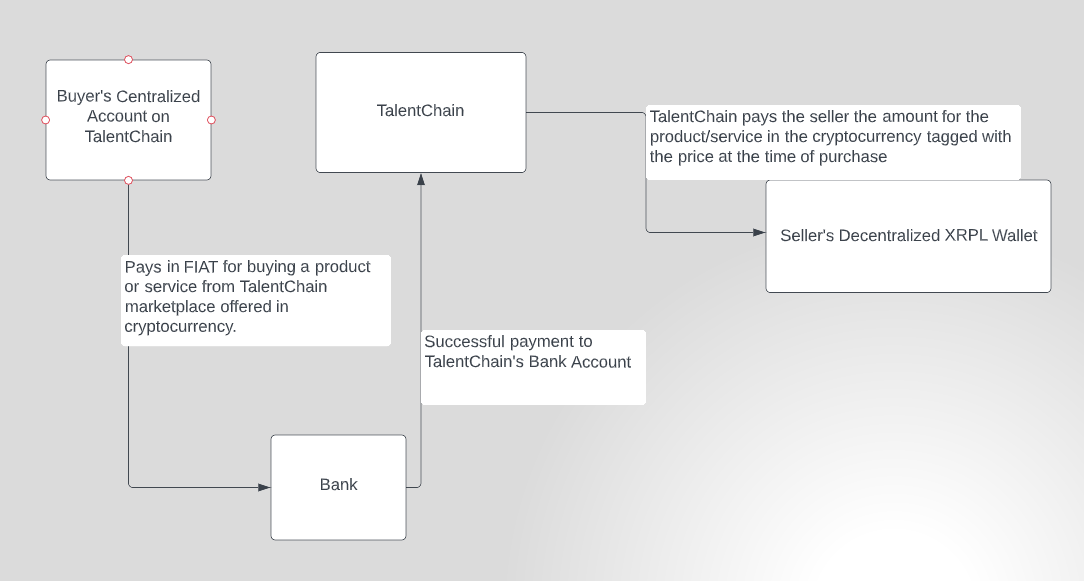 Buyer's Centralized
Account on
TalentChain
TalentChain
TalentChain pays the seller the amount for the
product/service in the cryptocurrency tagged with
the price at the time of purchase
Seller's Decentralized XRPL Wallet
Pays in FIAT for buying a product
or service from TalentChain
marketplace offered in
cryptocurrency.
Successful payment to
TalentChain's Bank Account
Bank